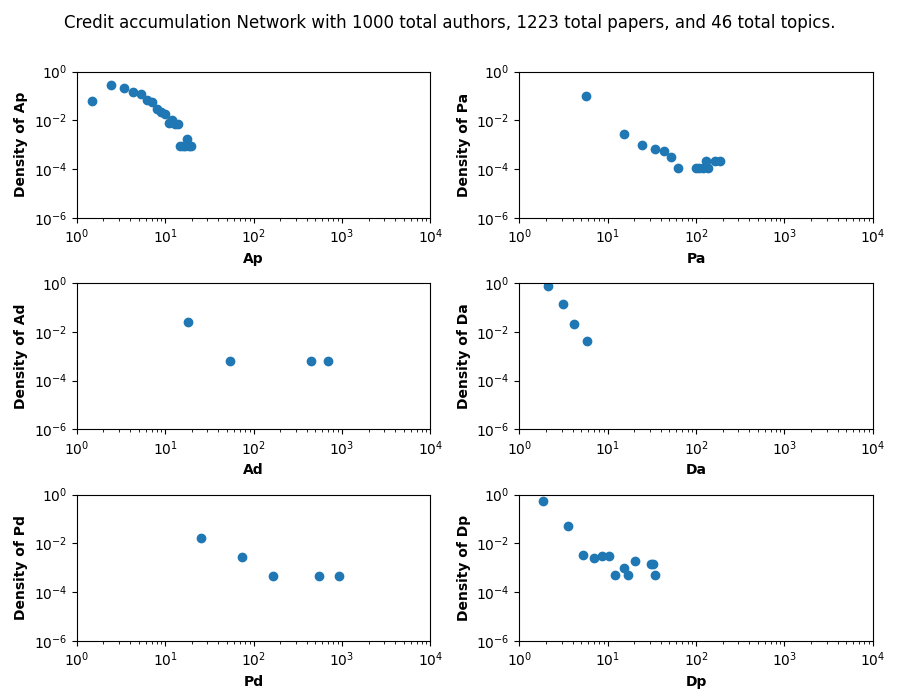 Credit accumulation Network with 1000 total authors, 1223 total papers, and 46 total topics.
Density of Ap
10^0
10^-2
10^-4
10^-6
10^0 10^1 10^2 10^3 10^4
Ap
Density of Pa
10^0
10^-2
10^-4
10^-6
10^0 10^1 10^2 10^3 10^4
Pa
Density of Ad
10^0
10^-2
10^-4
10^-6
10^0 10^1 10^2 10^3 10^4
Ad
Density of Da
10^0
10^-2
10^-4
10^-6
10^0 10^1 10^2 10^3 10^4
Da
Density of Pd
10^0
10^-2
10^-4
10^-6
10^0 10^1 10^2 10^3 10^4
Pd
Density of Dp
10^0
10^-2
10^-4
10^-6
10^0 10^1 10^2 10^3 10^4
Dp